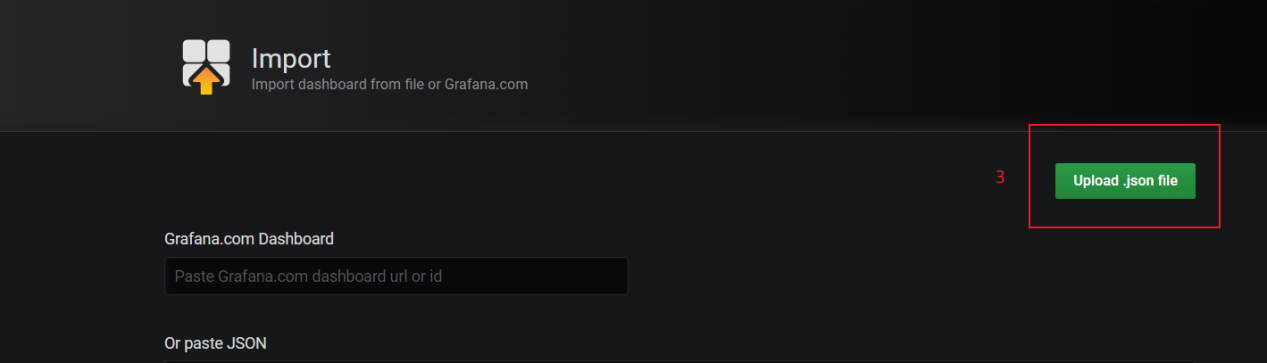 Import
Import dashboard from file or Grafana.com
3
Upload .json file
Grafana.com Dashboard
Paste Grafana.com dashboard url or id
Or paste JSON